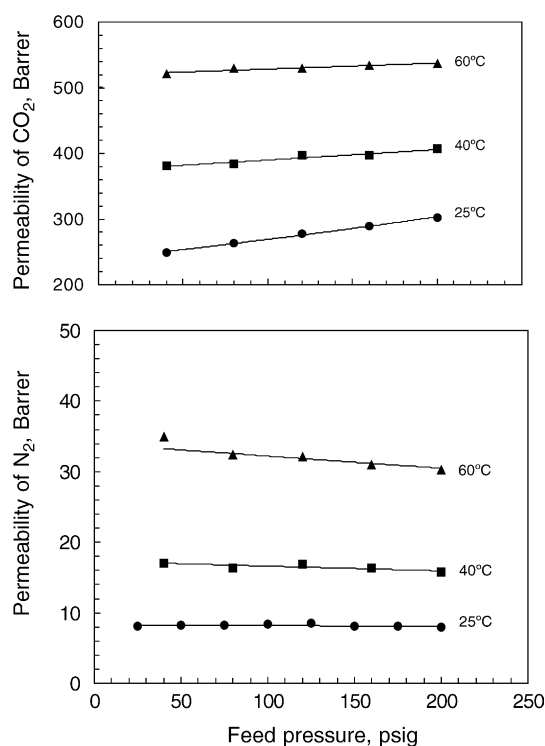 Permeability of CO₂, Barrer
600
500
400
300
200
60ºC
40ºC
25ºC
Permeability of N₂, Barrer
50
40
30
20
10
0
60ºC
40ºC
25ºC
0 50 100 150 200 250
Feed pressure, psig